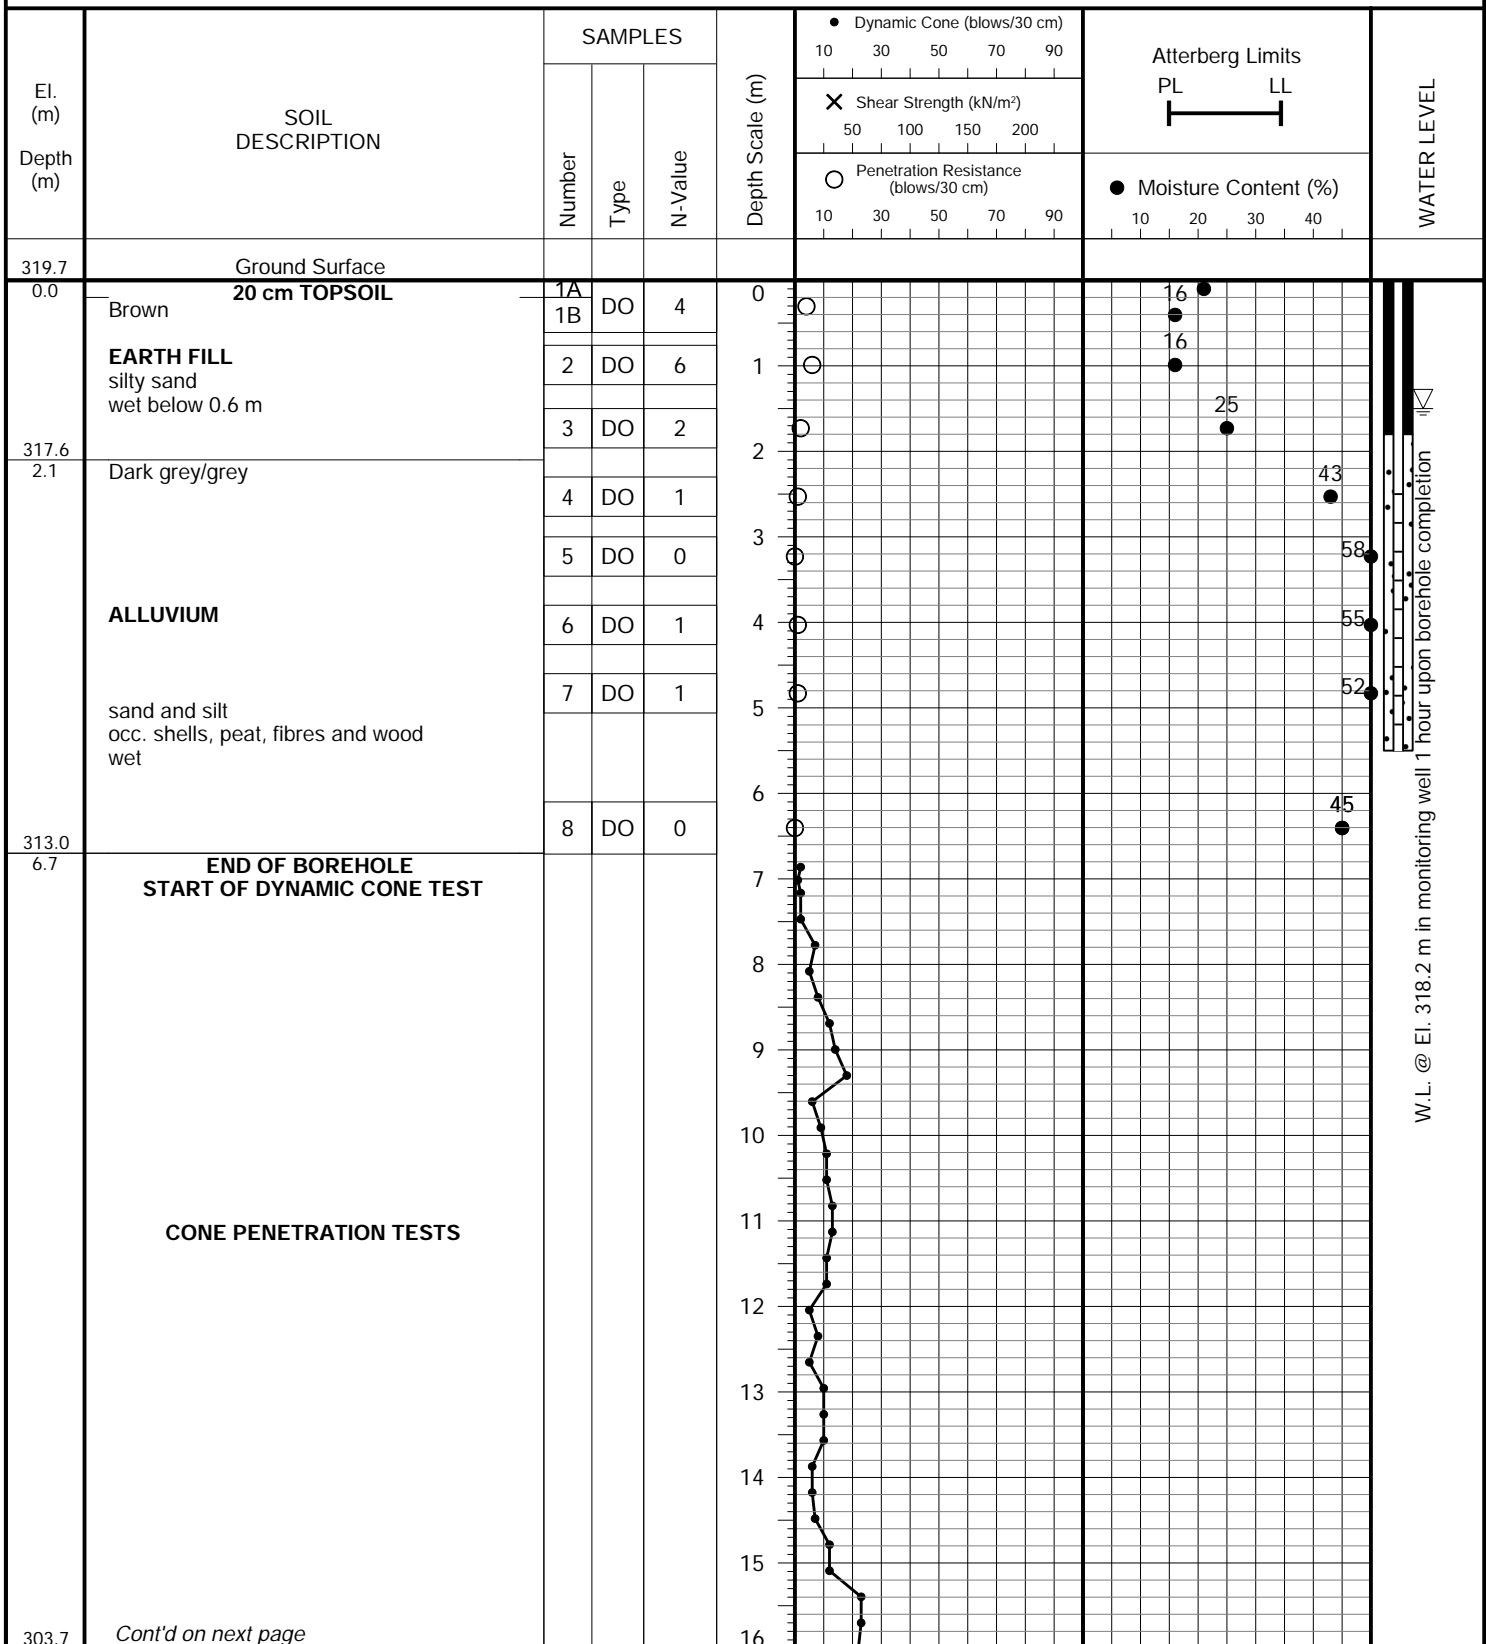 El.
(m)
Depth
(m)
SOIL
DESCRIPTION
SAMPLES
Number
Type
N-Value
Depth Scale (m)
Dynamic Cone (blows/30 cm)
10 30 50 70 90
Shear Strength (kN/m²)
50 100 150 200
Penetration Resistance
(blows/30 cm)
10 30 50 70 90
Atterberg Limits
PL LL
Moisture Content (%)
10 20 30 40
WATER LEVEL
319.7 Ground Surface
0.0 20 cm TOPSOIL 1A 0
Brown 1B DO 4 16
EARTH FILL
silty sand 2 DO 6 1 16
wet below 0.6 m
3 DO 2 25
317.6 2
2.1 Dark grey/grey
4 DO 1 43
3
5 DO 0 58
ALLUVIUM
6 DO 1 4 55
7 DO 1 52
sand and silt 5
occ. shells, peat, fibres and wood
wet
6
8 DO 0 45
313.0
6.7 END OF BOREHOLE
START OF DYNAMIC CONE TEST 7
8
9
10
11
CONE PENETRATION TESTS
12
13
14
15
W.L. @ El. 318.2 m in monitoring well 1 hour upon borehole completion
303.7 Cont'd on next page 16